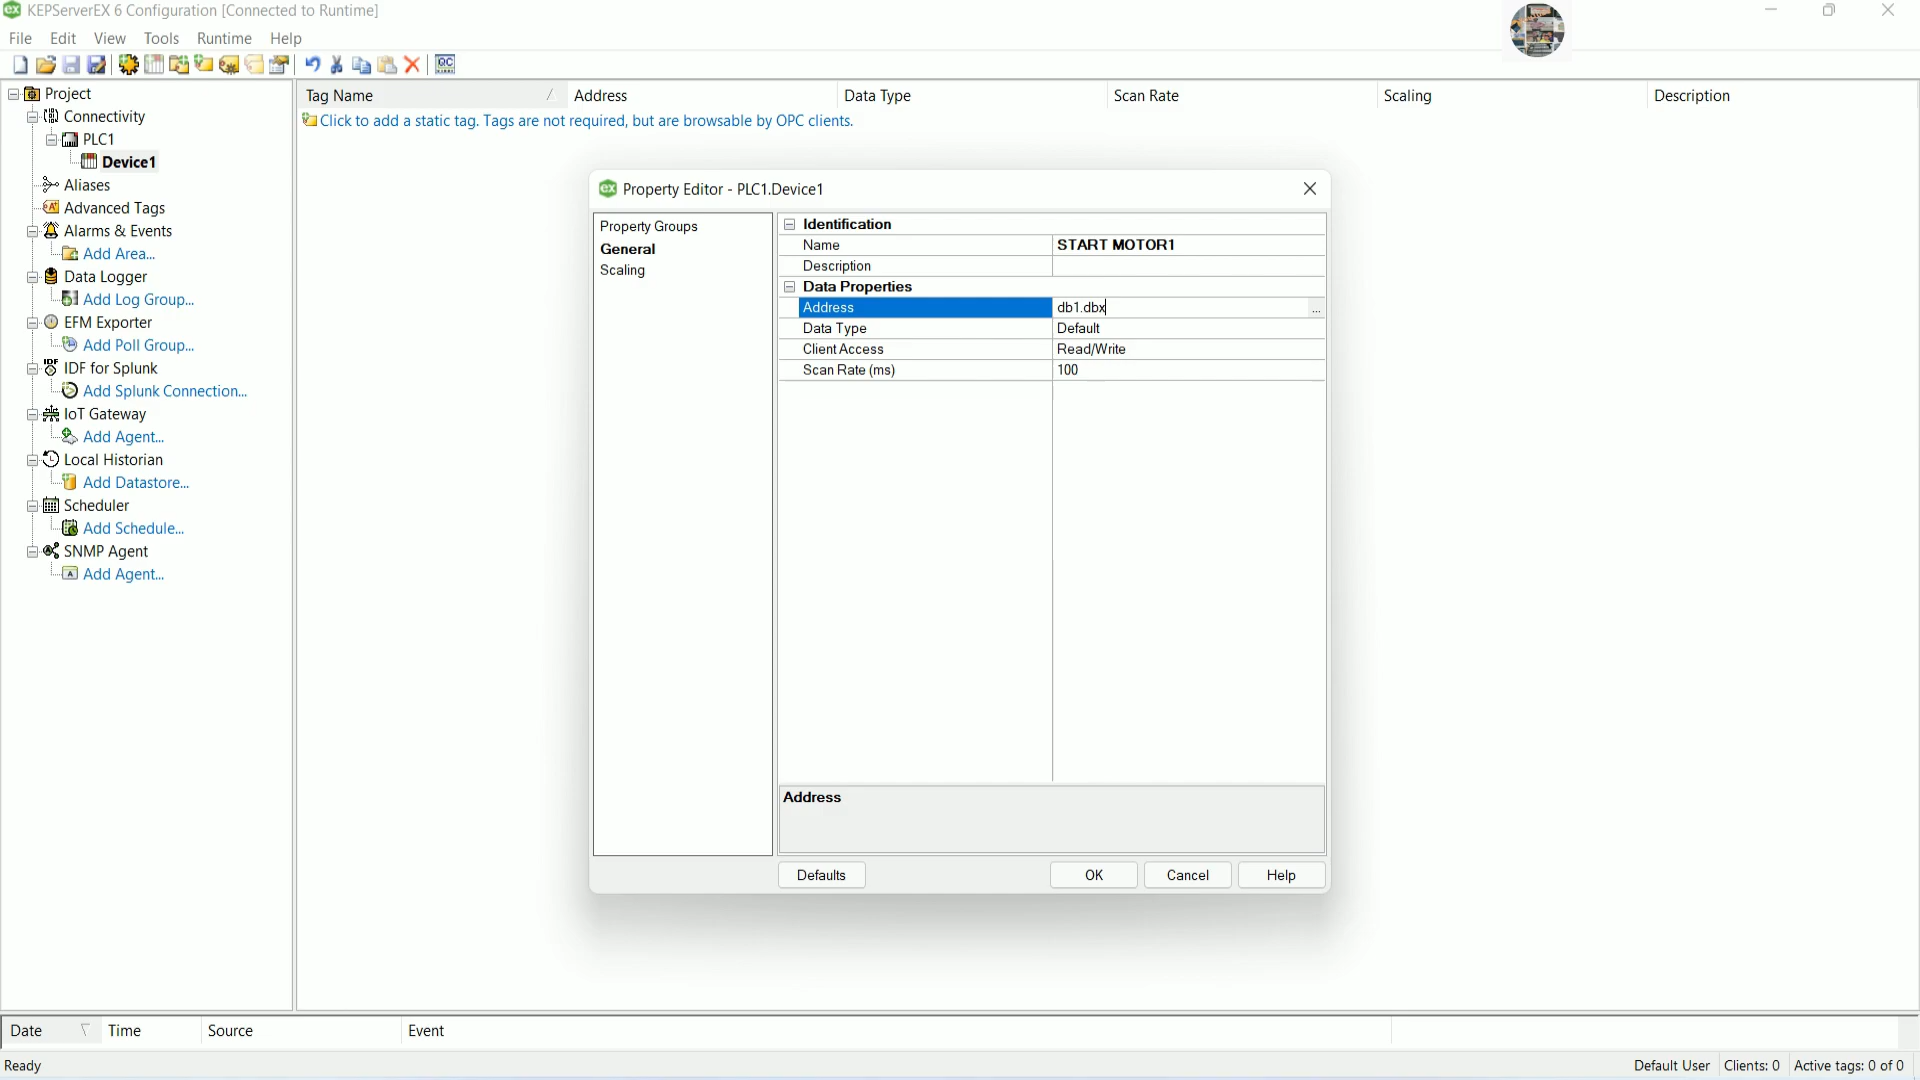 KEPServerEX 6 Configuration [Connected to Runtime]
File Edit View Tools Runtime Help
Project
Connectivity
PLC1
Device1
Aliases
Advanced Tags
Alarms & Events
Add Area...
Data Logger
Add Log Group...
EFM Exporter
Add Poll Group...
IDF for Splunk
Add Splunk Connection...
IoT Gateway
Add Agent...
Local Historian
Add Datastore...
Scheduler
Add Schedule...
SNMP Agent
Add Agent...
Tag Name Address Data Type Scan Rate Scaling Description
Click to add a static tag. Tags are not required, but are browsable by OPC clients.
Property Editor - PLC1.Device1
Property Groups
General
Scaling
Identification
Name START MOTOR1
Description
Data Properties
Address db1.dbx ...
Data Type Default
Client Access Read/Write
Scan Rate (ms) 100
Address
Defaults OK Cancel Help
Date Time Source Event
Ready Default User Clients: 0 Active tags: 0 of 0